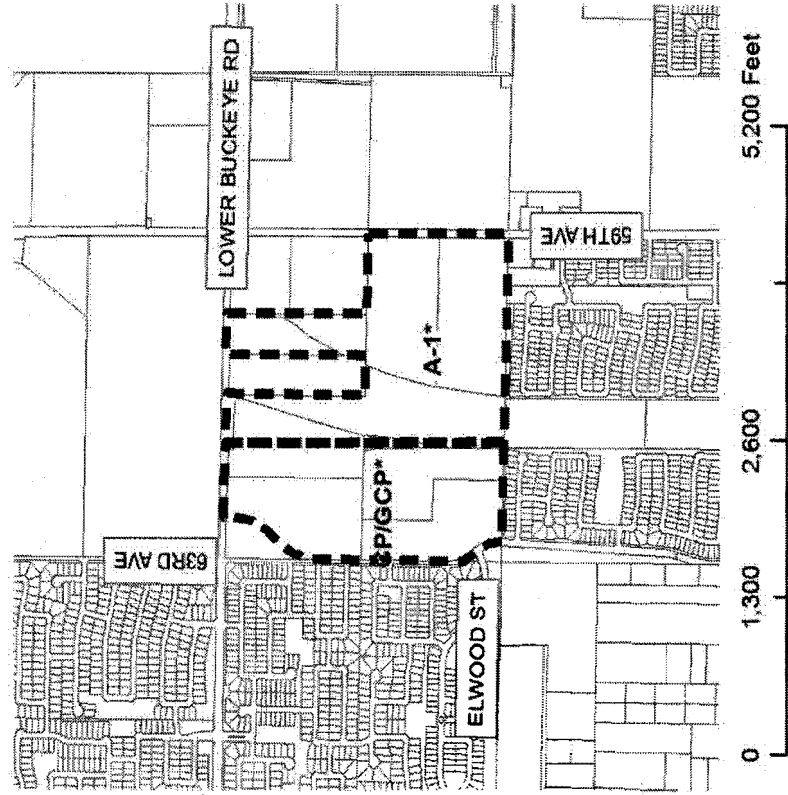 LOWER BUCKEYE RD
63RD AVE
59TH AVE
A-1*
CP/GCP*
ELWOOD ST
0 1,300 2,600 5,200 Feet